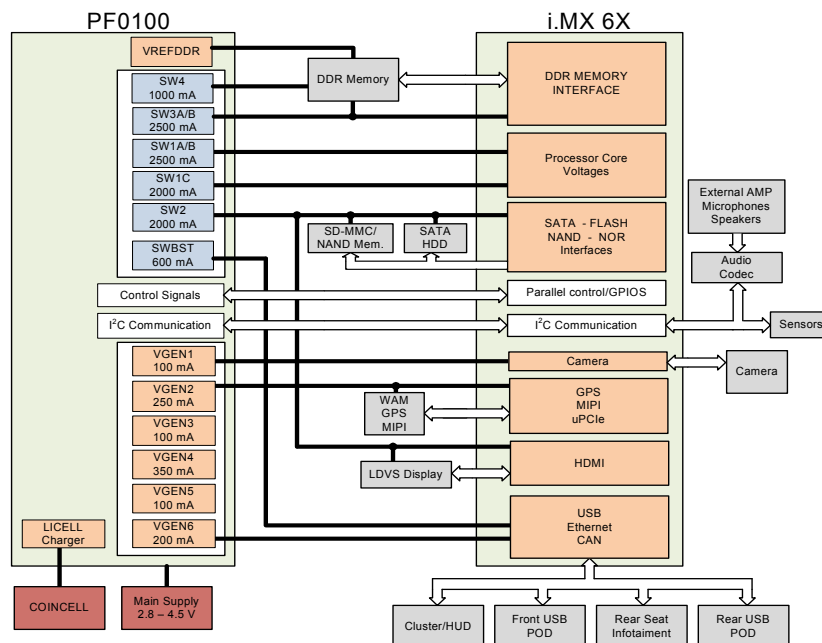 PF0100
i.MX 6X
VREFDDR
SW4
1000 mA
SW3A/B
2500 mA
SW1A/B
2500 mA
SW1C
2000 mA
SW2
2000 mA
SWBST
600 mA
Control Signals
I²C Communication
VGEN1
100 mA
VGEN2
250 mA
VGEN3
100 mA
VGEN4
350 mA
VGEN5
100 mA
VGEN6
200 mA
LICELL
Charger
COINCELL
Main Supply
2.8 – 4.5 V
DDR Memory
SD-MMC/
NAND Mem.
SATA
HDD
WAM
GPS
MIPI
LDVS Display
DDR MEMORY
INTERFACE
Processor Core
Voltages
SATA - FLASH
NAND - NOR
Interfaces
Parallel control/GPIOS
I²C Communication
Camera
GPS
MIPI
uPCIe
HDMI
USB
Ethernet
CAN
External AMP
Microphones
Speakers
Audio
Codec
Sensors
Camera
Cluster/HUD
Front USB
POD
Rear Seat
Infotaiment
Rear USB
POD